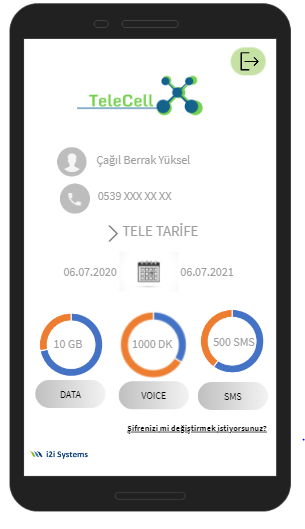 TeleCell
Çağıl Berrak Yüksel
0539 XXX XX XX
TELE TARİFE
06.07.2020 06.07.2021
10 GB 1000 DK 500 SMS
DATA VOICE SMS
Şifrenizi mi değiştirmek istiyorsunuz?
i2i Systems